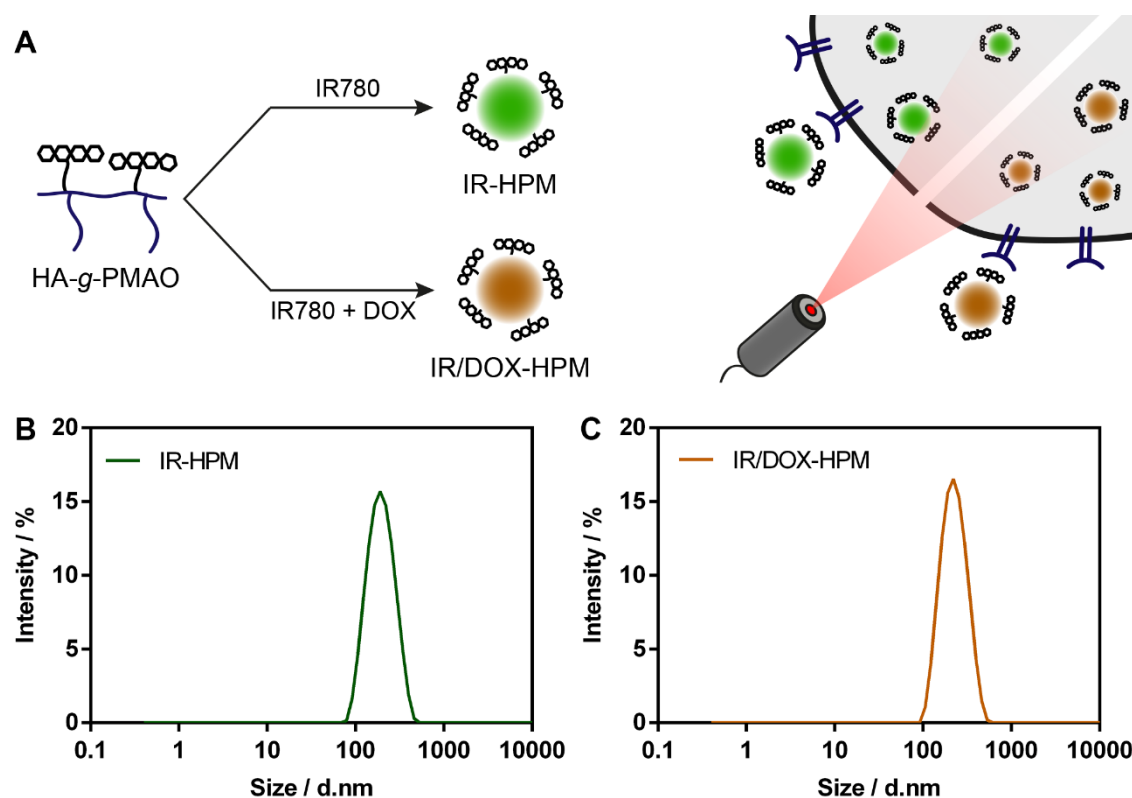 A
IR780
IR-HPM
HA-g-PMAO
IR780 + DOX
IR/DOX-HPM
B
IR-HPM
20
15
10
5
0
Intensity / %
0.1 1 10 100 1000 10000
Size / d.nm
C
IR/DOX-HPM
20
15
10
5
0
Intensity / %
0.1 1 10 100 1000 10000
Size / d.nm